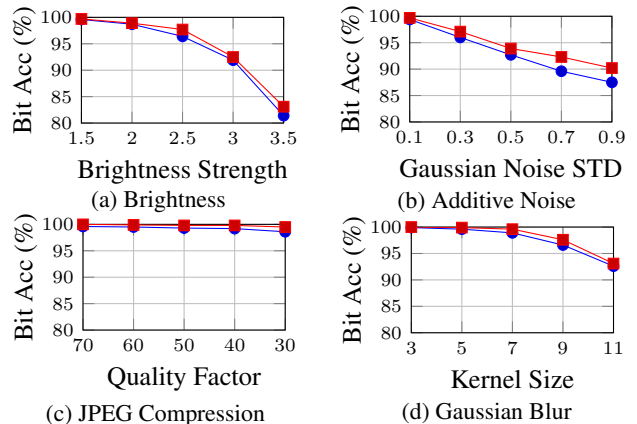 100
95
90
85
80
Bit Acc (%)
1.5 2 2.5 3 3.5
Brightness Strength
(a) Brightness
100
95
90
85
80
Bit Acc (%)
0.1 0.3 0.5 0.7 0.9
Gaussian Noise STD
(b) Additive Noise
100
95
90
85
80
Bit Acc (%)
70 60 50 40 30
Quality Factor
(c) JPEG Compression
100
95
90
85
80
Bit Acc (%)
3 5 7 9 11
Kernel Size
(d) Gaussian Blur